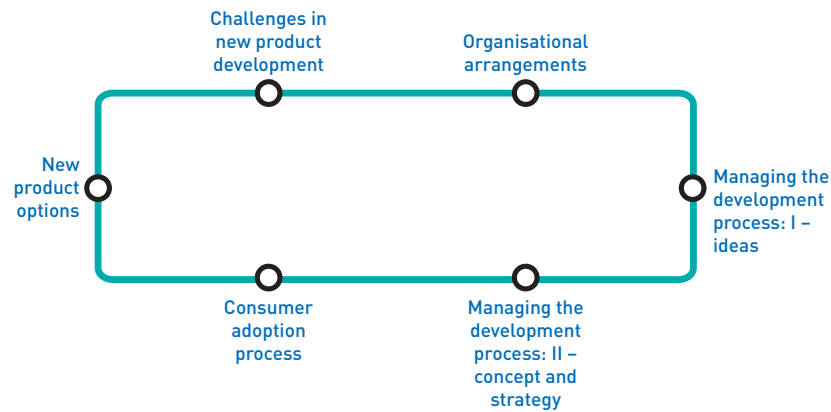 Challenges in
new product
development
Organisational
arrangements
New
product
options
Managing the
development
process: I –
ideas
Consumer
adoption
process
Managing the
development
process: II –
concept and
strategy